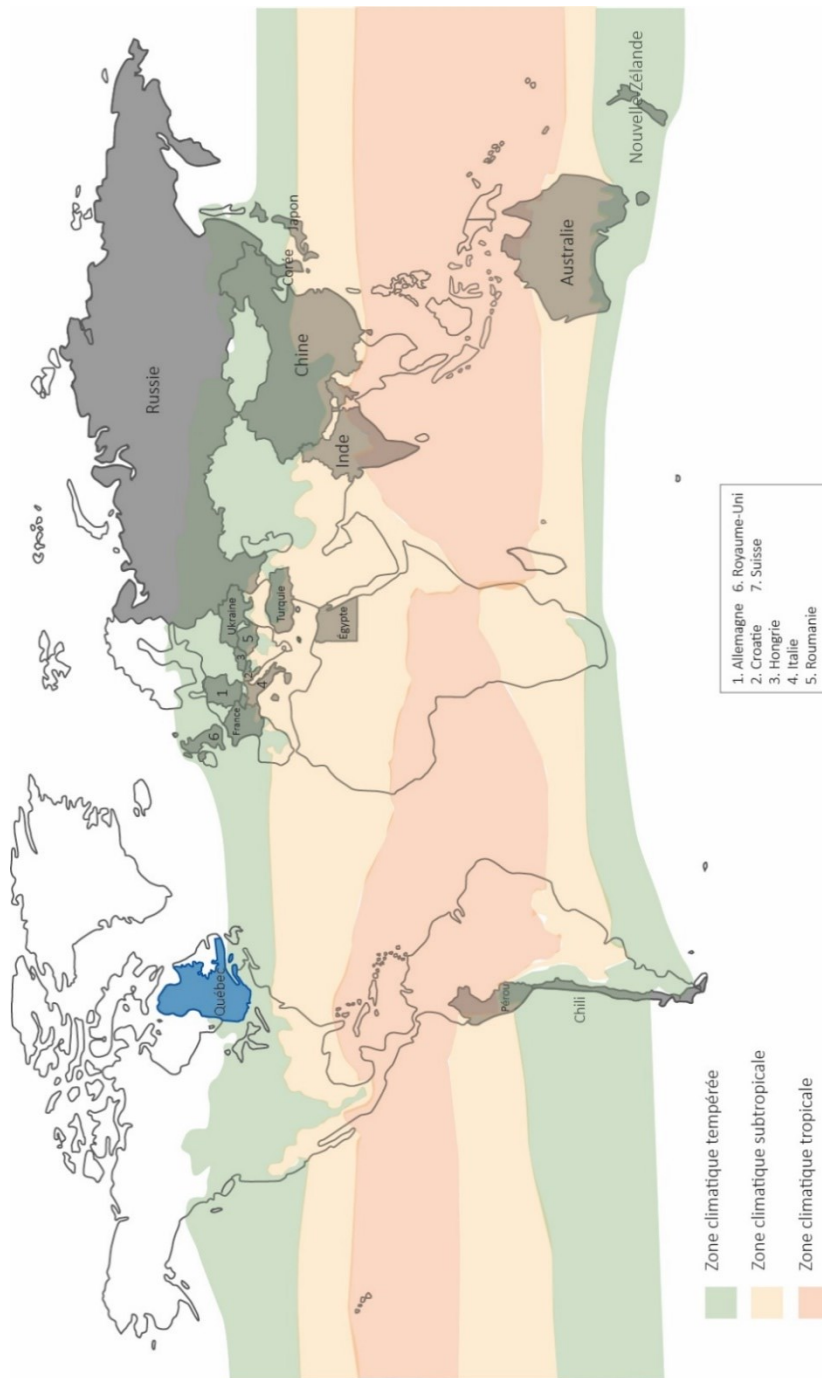 Russie
Québec
6
1
France
Ukraine
3
5
2
4
Turquie
Égypte
Corée
Japon
Chine
Inde
Pérou
Chili
Australie
Nouvelle-Zélande
Zone climatique tempérée
Zone climatique subtropicale
Zone climatique tropicale
1. Allemagne 6. Royaume-Uni
2. Croatie 7. Suisse
3. Hongrie
4. Italie
5. Roumanie